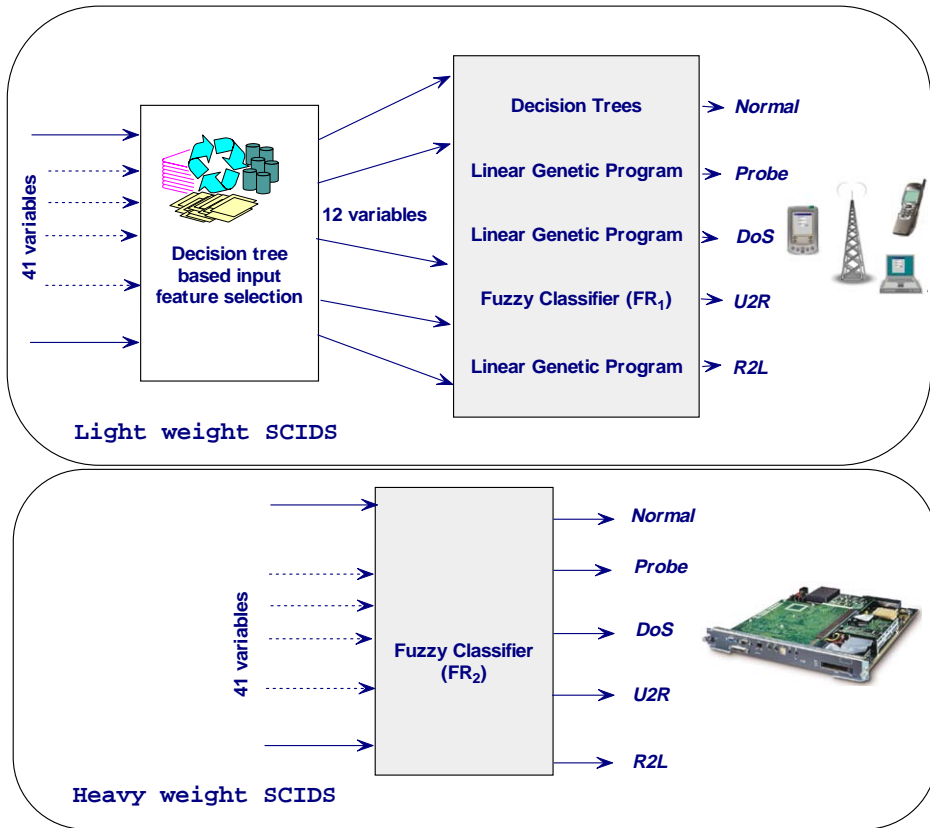 41 variables
Decision tree
based input
feature selection
12 variables
Decision Trees
Linear Genetic Program
Linear Genetic Program
Fuzzy Classifier (FR₁)
Linear Genetic Program
Normal
Probe
DoS
U2R
R2L
Light weight SCIDS
41 variables
Fuzzy Classifier
(FR₂)
Normal
Probe
DoS
U2R
R2L
Heavy weight SCIDS